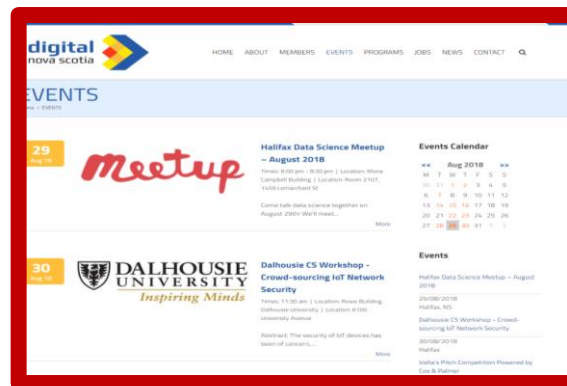 digital
nova scotia
HOME ABOUT MEMBERS EVENTS PROGRAMS JOBS NEWS CONTACT
EVENTS
> EVENTS
29
Aug 18
meetup
Halifax Data Science Meetup
– August 2018
Times: 6:00 pm - 8:30 pm | Location: Mona
Campbell Building | Location: Room 2107,
1459 Lemarchant St
Come talk data science together on
August 29th! We'll meet...
More
30
Aug 18
DALHOUSIE
UNIVERSITY
Inspiring Minds
Dalhousie CS Workshop -
Crowd-sourcing IoT Network
Security
Times: 11:30 am | Location: Rowe Building,
Dalhousie University | Location: 6100
University Avenue
Abstract: The security of IoT devices has
been of concern,...
More
Events Calendar
<< Aug 2018 >>
M T W T F S S
30 31 1 2 3 4 5
6 7 8 9 10 11 12
13 14 15 16 17 18 19
20 21 22 23 24 25 26
27 28 29 30 31 1 2
Events
Halifax Data Science Meetup – August
2018
29/08/2018
Halifax, NS
Dalhousie CS Workshop - Crowd-
sourcing IoT Network Security
30/08/2018
Halifax
Volta's Pitch Competition Powered by
Cox & Palmer